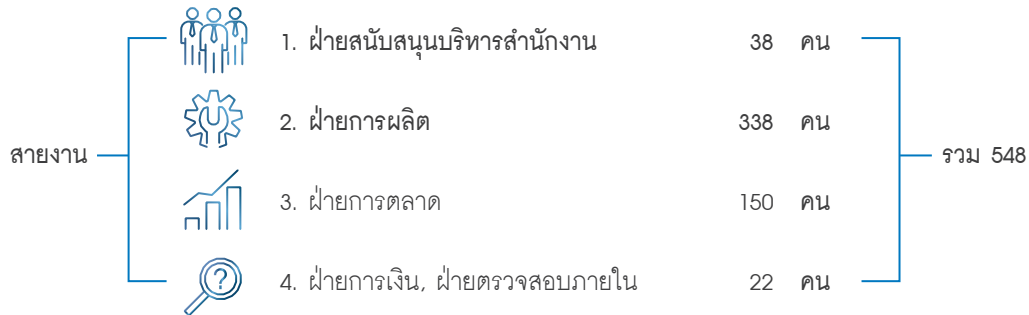 1. ฝ่ายสนับสนุนบริหารสำนักงาน 38 คน
2. ฝ่ายการผลิต 338 คน
สายงาน รวม 548
3. ฝ่ายการตลาด 150 คน
4. ฝ่ายการเงิน, ฝ่ายตรวจสอบภายใน 22 คน
?